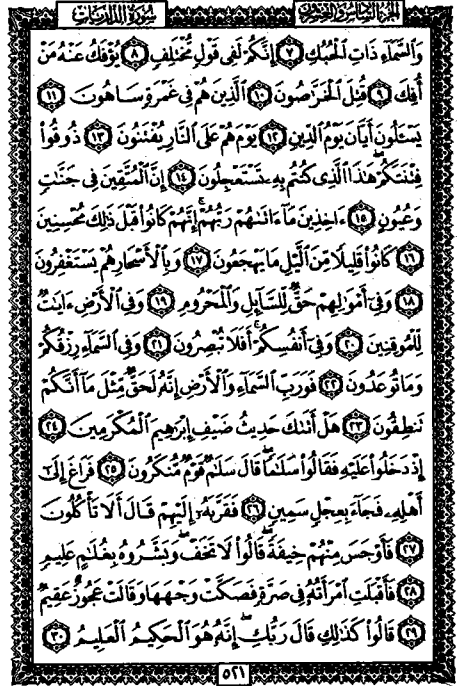 الجزء السادس والعشرون
سورة الذاريات
وَالسَّمَاءِ ذَاتِ الْحُبُكِ ٧ إِنَّكُمْ لَفِي قَوْلٍ مُّخْتَلِفٍ ٨ يُؤْفَكُ عَنْهُ مَنْ
أُفِكَ ٩ قُتِلَ الْخَرَّاصُونَ ١٠ الَّذِينَ هُمْ فِي غَمْرَةٍ سَاهُونَ ١١
يَسْأَلُونَ أَيَّانَ يَوْمُ الدِّينِ ١٢ يَوْمَ هُمْ عَلَى النَّارِ يُفْتَنُونَ ١٣ ذُوقُوا
فِتْنَتَكُمْ هَٰذَا الَّذِي كُنتُم بِهِ تَسْتَعْجِلُونَ ١٤ إِنَّ الْمُتَّقِينَ فِي جَنَّاتٍ
وَعُيُونٍ ١٥ ءَاخِذِينَ مَا ءَاتَاهُمْ رَبُّهُمْ إِنَّهُمْ كَانُوا قَبْلَ ذَٰلِكَ مُحْسِنِينَ
١٦ كَانُوا قَلِيلًا مِّنَ اللَّيْلِ مَا يَهْجَعُونَ ١٧ وَبِالْأَسْحَارِ هُمْ يَسْتَغْفِرُونَ
١٨ وَفِي أَمْوَالِهِمْ حَقٌّ لِّلسَّائِلِ وَالْمَحْرُومِ ١٩ وَفِي الْأَرْضِ ءَايَاتٌ
لِّلْمُوقِنِينَ ٢٠ وَفِي أَنفُسِكُمْ أَفَلَا تُبْصِرُونَ ٢١ وَفِي السَّمَاءِ رِزْقُكُمْ
وَمَا تُوعَدُونَ ٢٢ فَوَرَبِّ السَّمَاءِ وَالْأَرْضِ إِنَّهُ لَحَقٌّ مِّثْلَ مَا أَنَّكُمْ
تَنطِقُونَ ٢٣ هَلْ أَتَاكَ حَدِيثُ ضَيْفِ إِبْرَاهِيمَ الْمُكْرَمِينَ ٢٤
إِذْ دَخَلُوا عَلَيْهِ فَقَالُوا سَلَامًا قَالَ سَلَامٌ قَوْمٌ مُّنكَرُونَ ٢٥ فَرَاغَ إِلَىٰ
أَهْلِهِ فَجَاءَ بِعِجْلٍ سَمِينٍ ٢٦ فَقَرَّبَهُ إِلَيْهِمْ قَالَ أَلَا تَأْكُلُونَ
٢٧ فَأَوْجَسَ مِنْهُمْ خِيفَةً قَالُوا لَا تَخَفْ وَبَشَّرُوهُ بِغُلَامٍ عَلِيمٍ
٢٨ فَأَقْبَلَتِ امْرَأَتُهُ فِي صَرَّةٍ فَصَكَّتْ وَجْهَهَا وَقَالَتْ عَجُوزٌ عَقِيمٌ
٢٩ قَالُوا كَذَٰلِكِ قَالَ رَبُّكِ إِنَّهُ هُوَ الْحَكِيمُ الْعَلِيمُ ٣٠
٥٢١